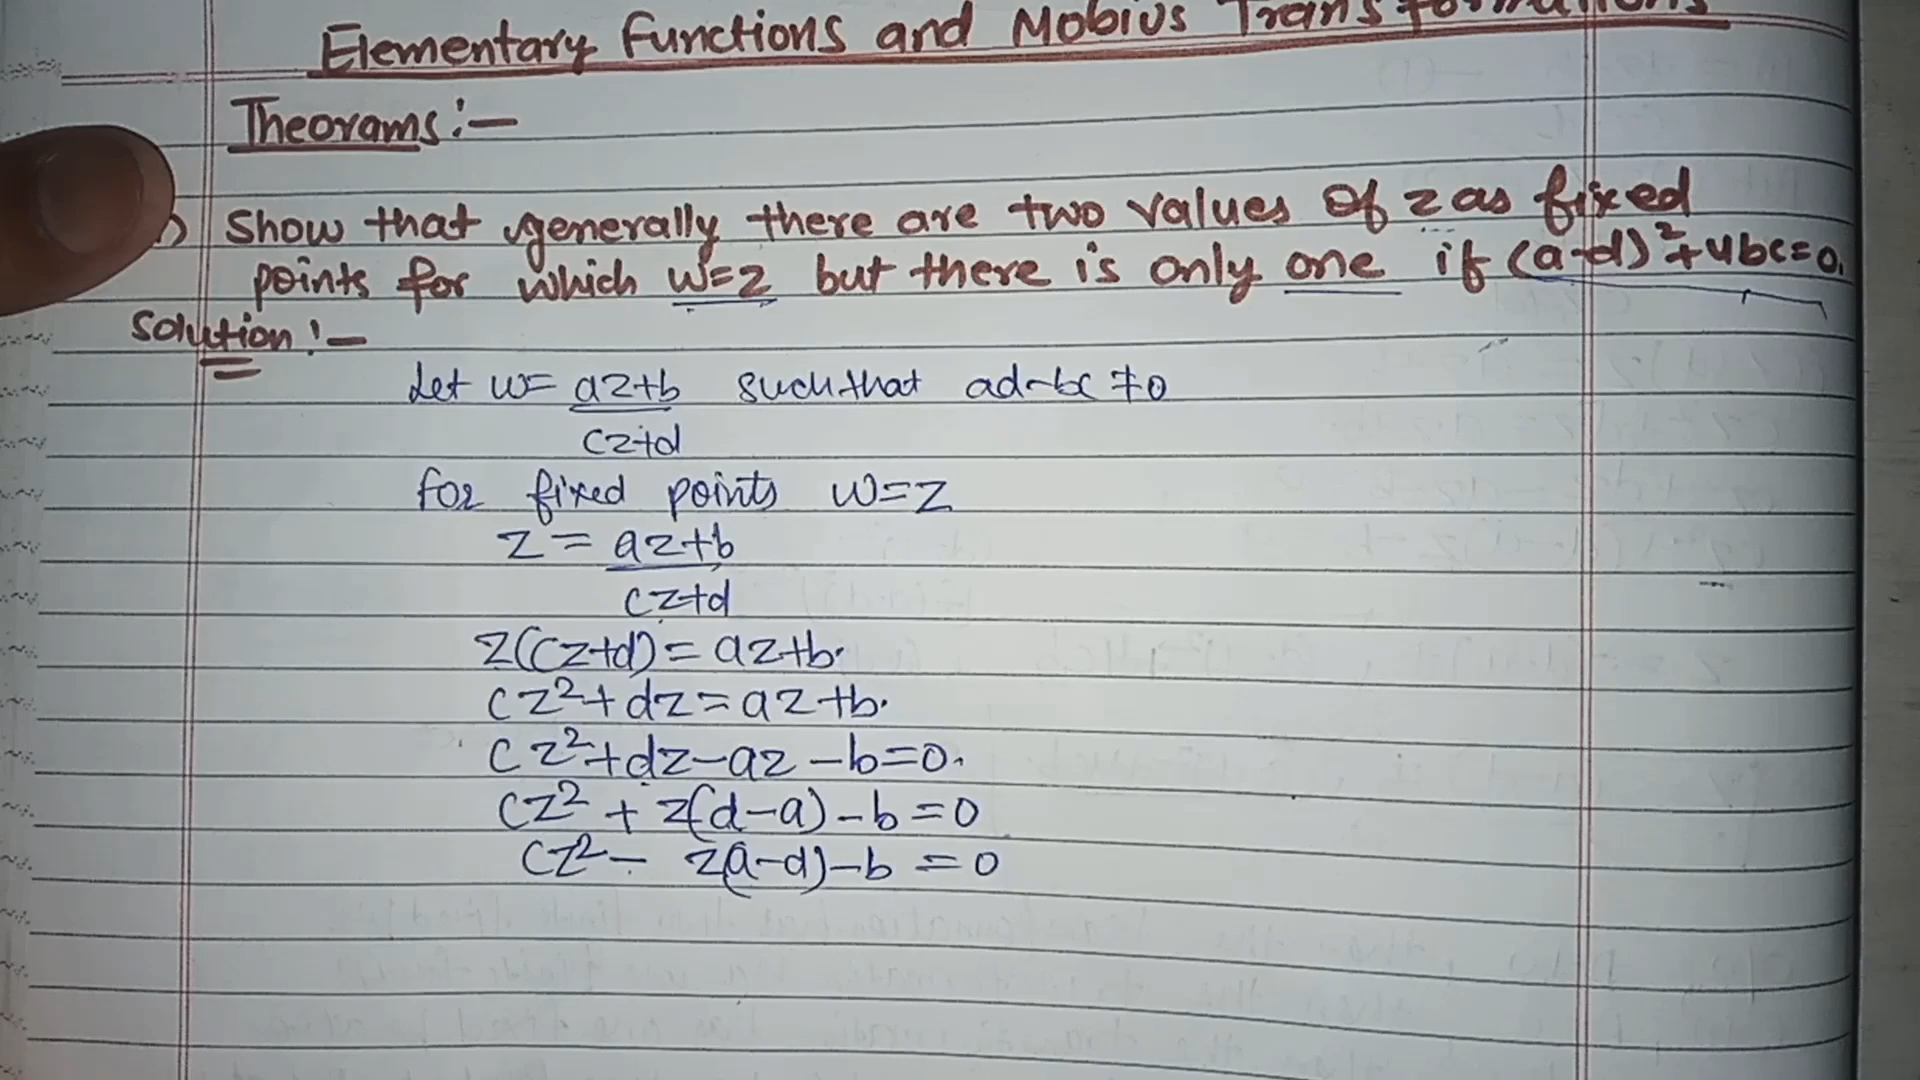 Elementary Functions and Mobius Transformations
Theorams:-
Show that generally there are two values of z as fixed
points for which w=z but there is only one if (a-d)²+4bc=0.
Solution:-
Let w= az+b such that ad-bc ≠0
cz+d
for fixed points w=z
z = az+b
cz+d
z(cz+d)=az+b.
cz²+dz=az+b.
cz²+dz-az-b=0.
cz² + z(d-a)-b=0
cz² - z(a-d)-b =0